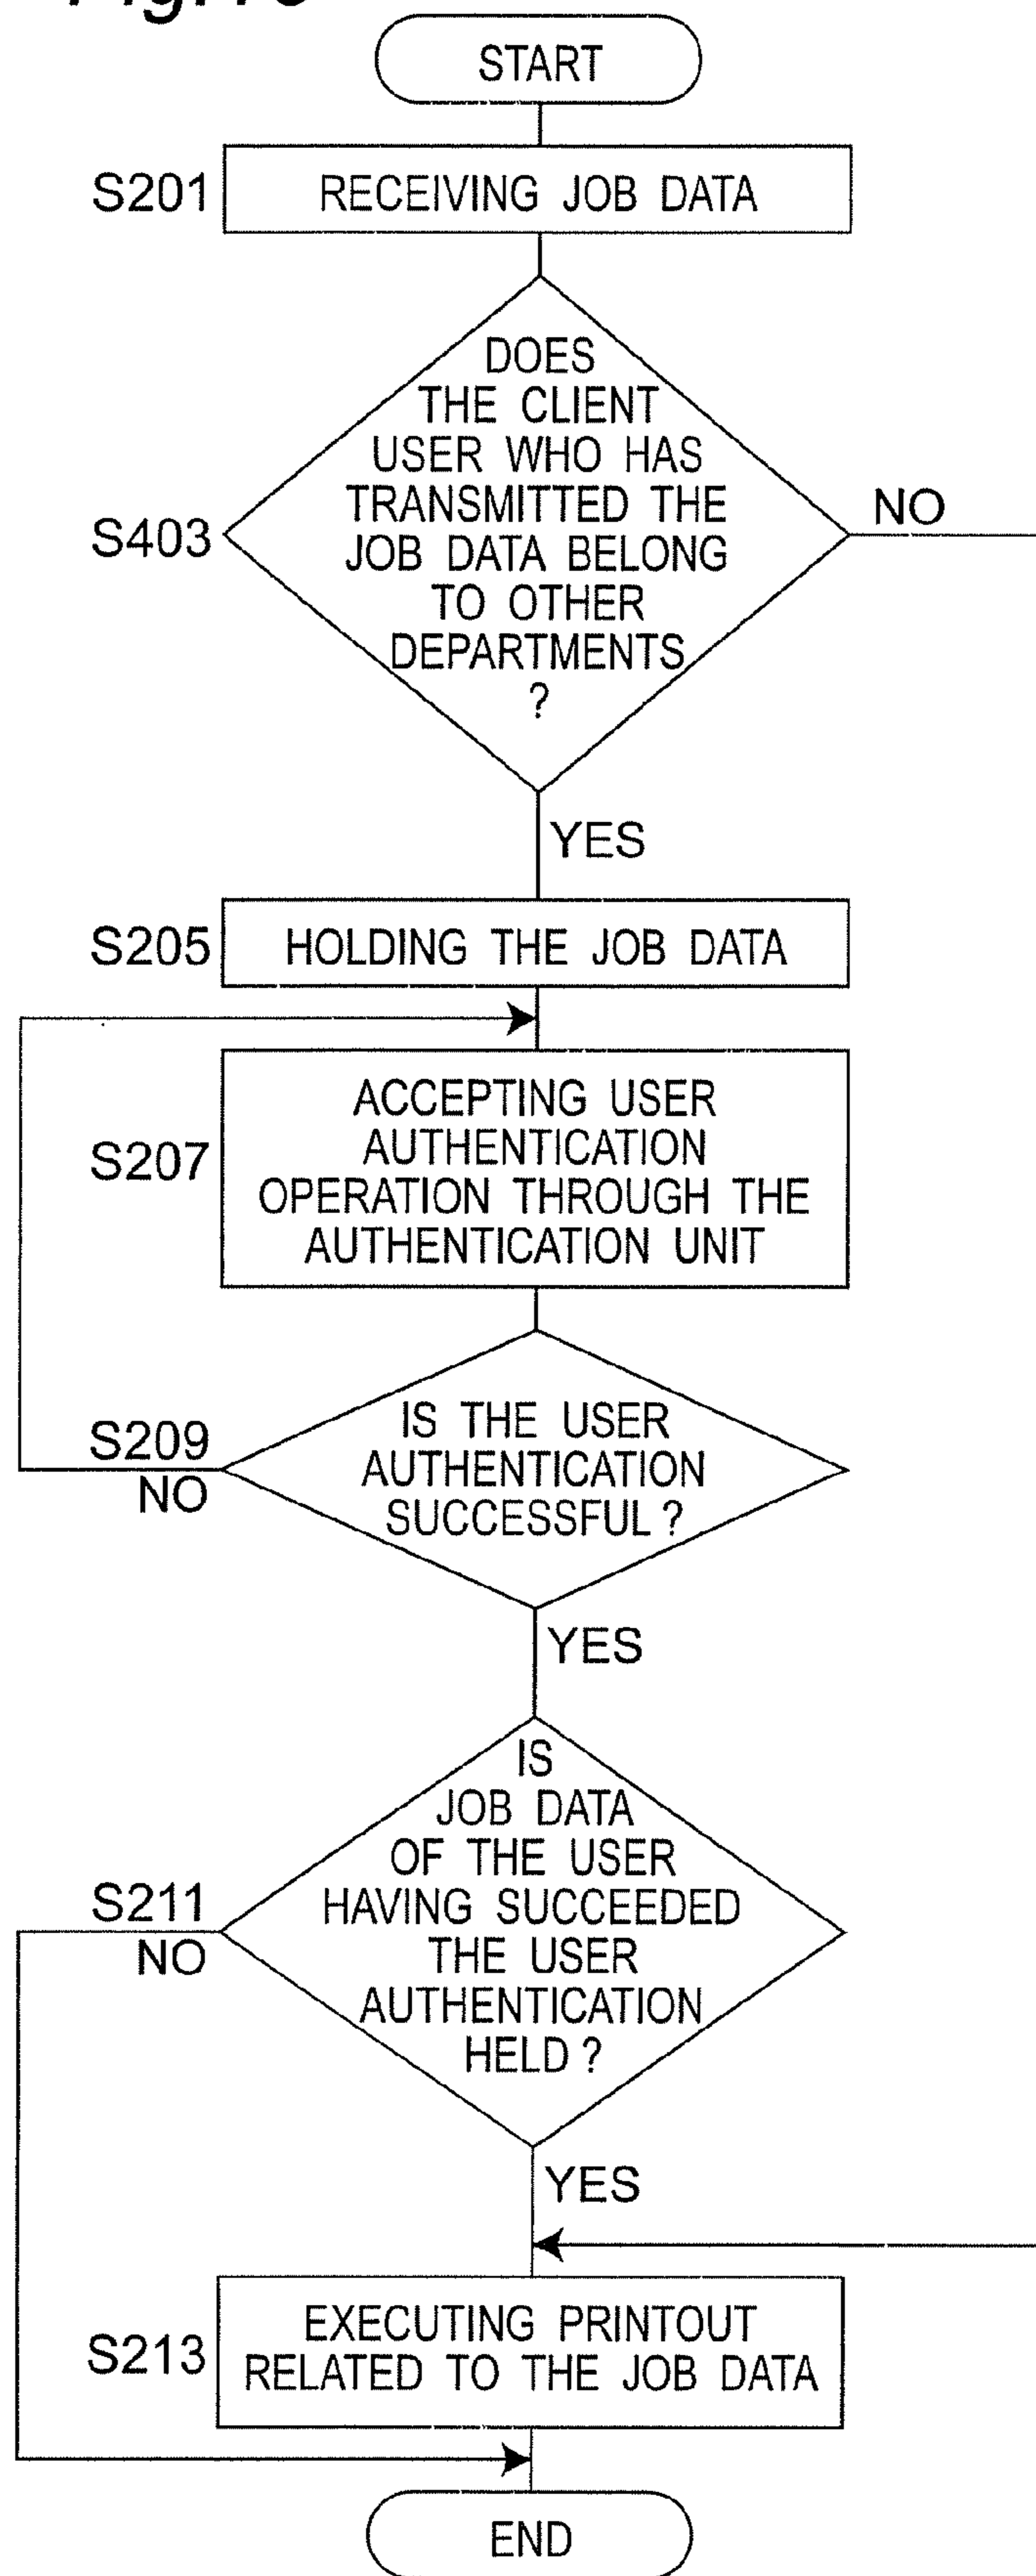 START
S201 RECEIVING JOB DATA
DOES
THE CLIENT
USER WHO HAS
TRANSMITTED THE
S403 JOB DATA BELONG NO
TO OTHER
DEPARTMENTS
?
YES
S205 HOLDING THE JOB DATA
ACCEPTING USER
AUTHENTICATION
S207 OPERATION THROUGH THE
AUTHENTICATION UNIT
S209
NO
IS THE USER
AUTHENTICATION
SUCCESSFUL ?
YES
IS
JOB DATA
OF THE USER
S211 HAVING SUCCEEDED
NO THE USER
AUTHENTICATION
HELD ?
YES
S213
EXECUTING PRINTOUT
RELATED TO THE JOB DATA
END